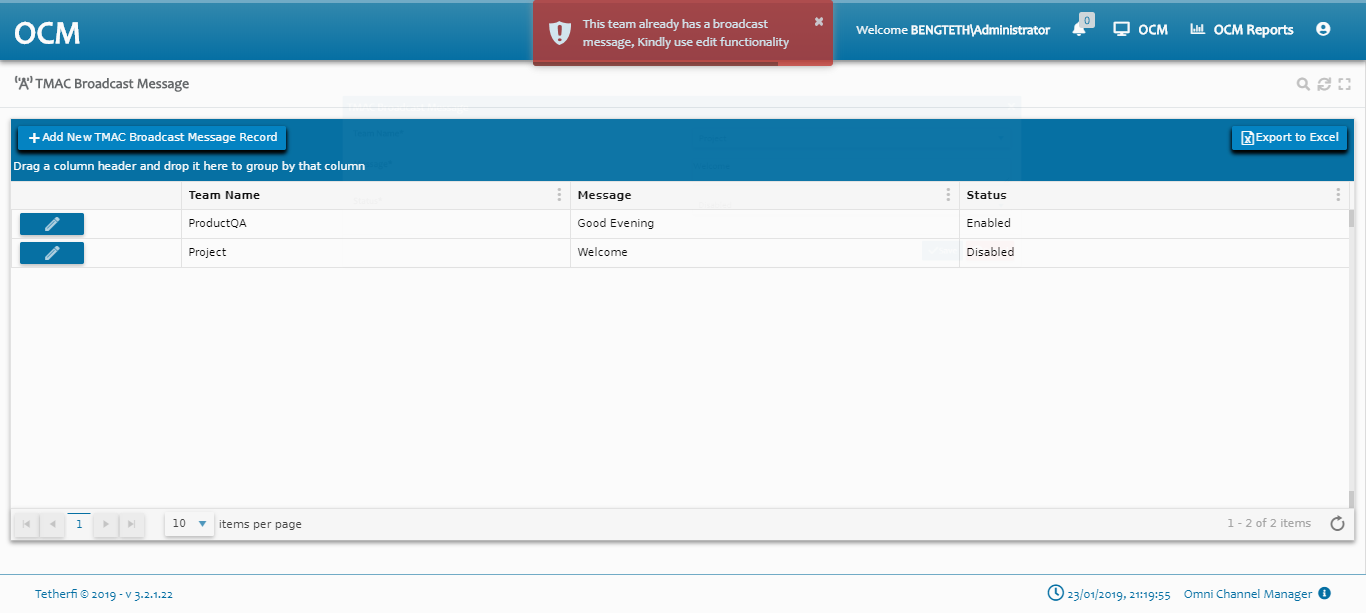 OCM
This team already has a broadcast
message, Kindly use edit functionality
Welcome BENGTETH\Administrator
0
OCM
OCM Reports
TMAC Broadcast Message
Add New TMAC Broadcast Message Record
Export to Excel
Drag a column header and drop it here to group by that column
Team Name
Message
Status
ProductQA
Good Evening
Enabled
Project
Welcome
Disabled
1
10
items per page
1 - 2 of 2 items
Tetherfi © 2019 - v 3.2.1.22
23/01/2019, 21:19:55
Omni Channel Manager